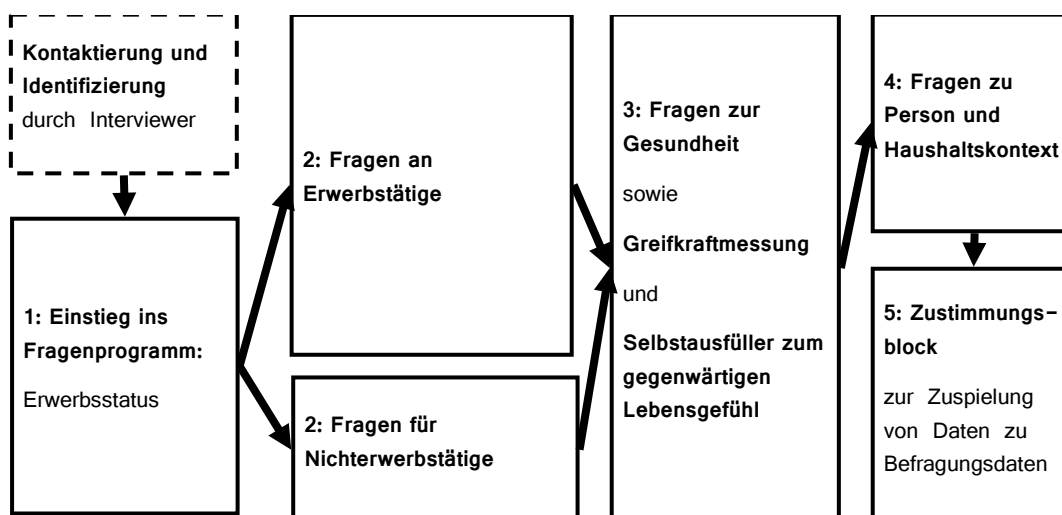 Kontaktierung und
Identifizierung
durch Interviewer
1: Einstieg ins
Fragenprogramm:
Erwerbsstatus
2: Fragen an
Erwerbstätige
2: Fragen für
Nichterwerbstätige
3: Fragen zur
Gesundheit
sowie
Greifkraftmessung
und
Selbstausfüller zum
gegenwärtigen
Lebensgefühl
4: Fragen zu
Person und
Haushaltskontext
5: Zustimmungs-
block
zur Zuspielung
von Daten zu
Befragungsdaten